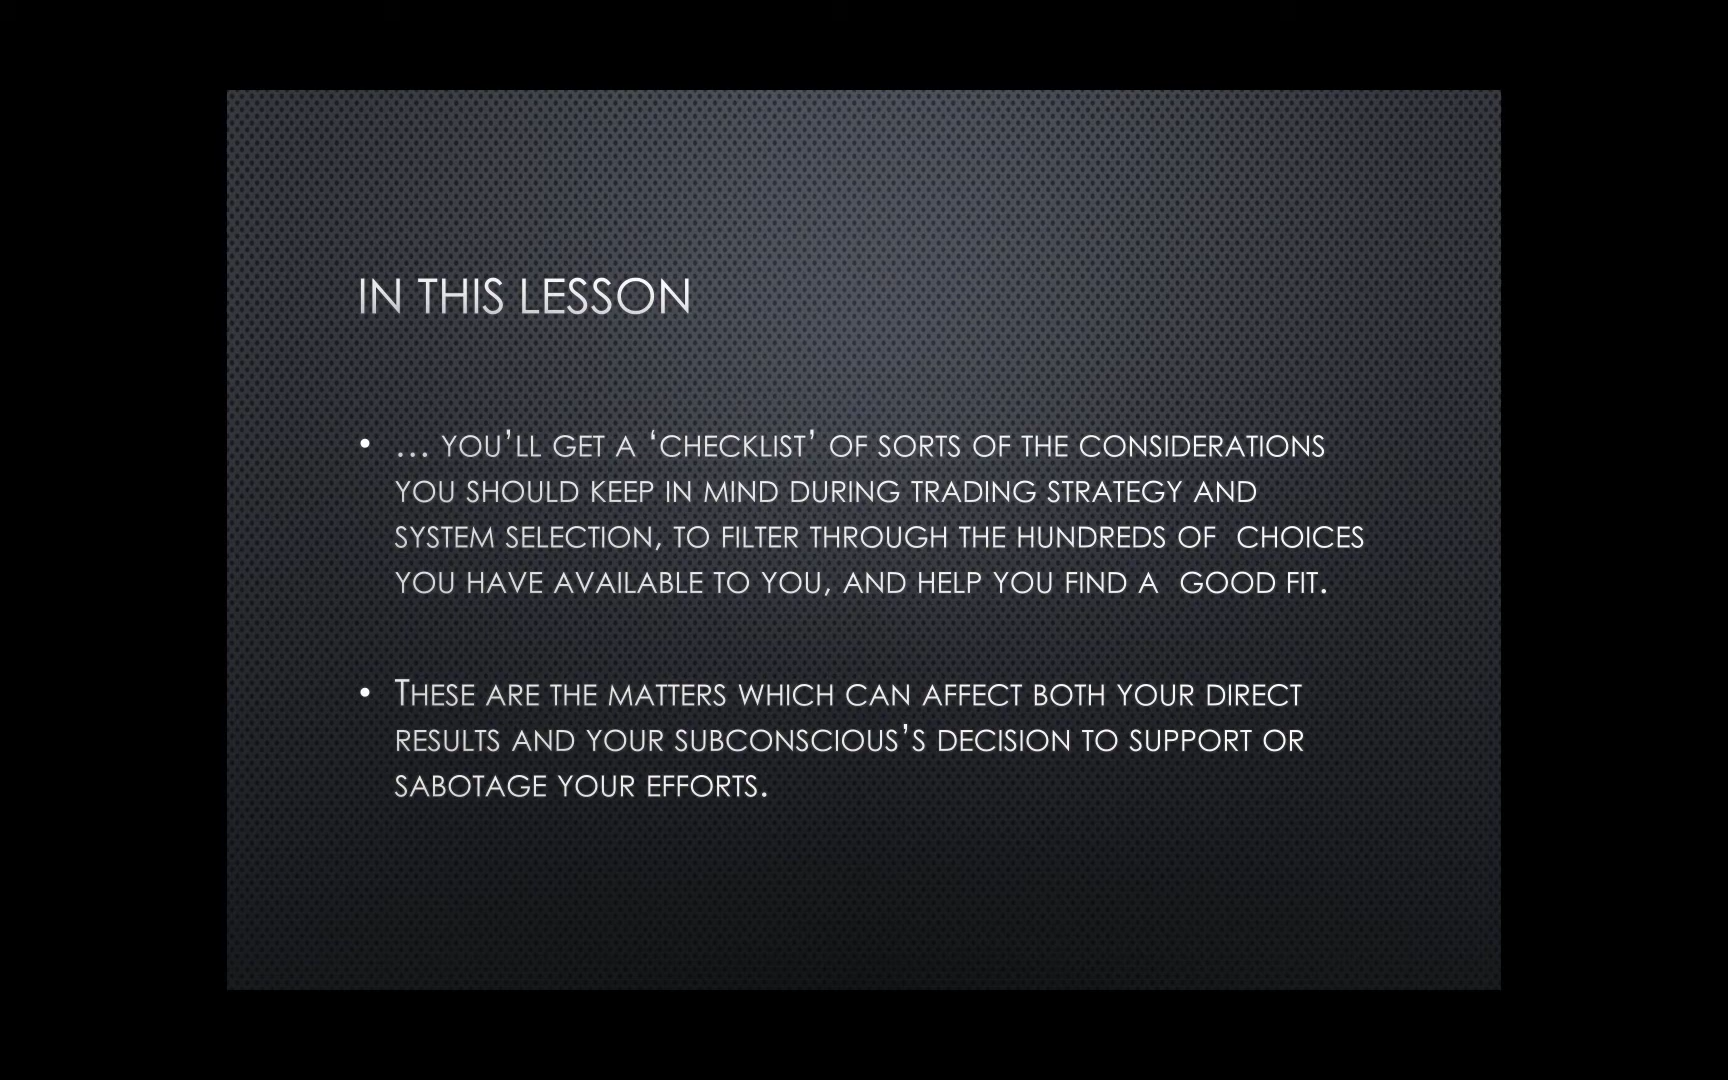 IN THIS LESSON
• … YOU’LL GET A ‘CHECKLIST’ OF SORTS OF THE CONSIDERATIONS
YOU SHOULD KEEP IN MIND DURING TRADING STRATEGY AND
SYSTEM SELECTION, TO FILTER THROUGH THE HUNDREDS OF CHOICES
YOU HAVE AVAILABLE TO YOU, AND HELP YOU FIND A GOOD FIT.
• THESE ARE THE MATTERS WHICH CAN AFFECT BOTH YOUR DIRECT
RESULTS AND YOUR SUBCONSCIOUS’S DECISION TO SUPPORT OR
SABOTAGE YOUR EFFORTS.